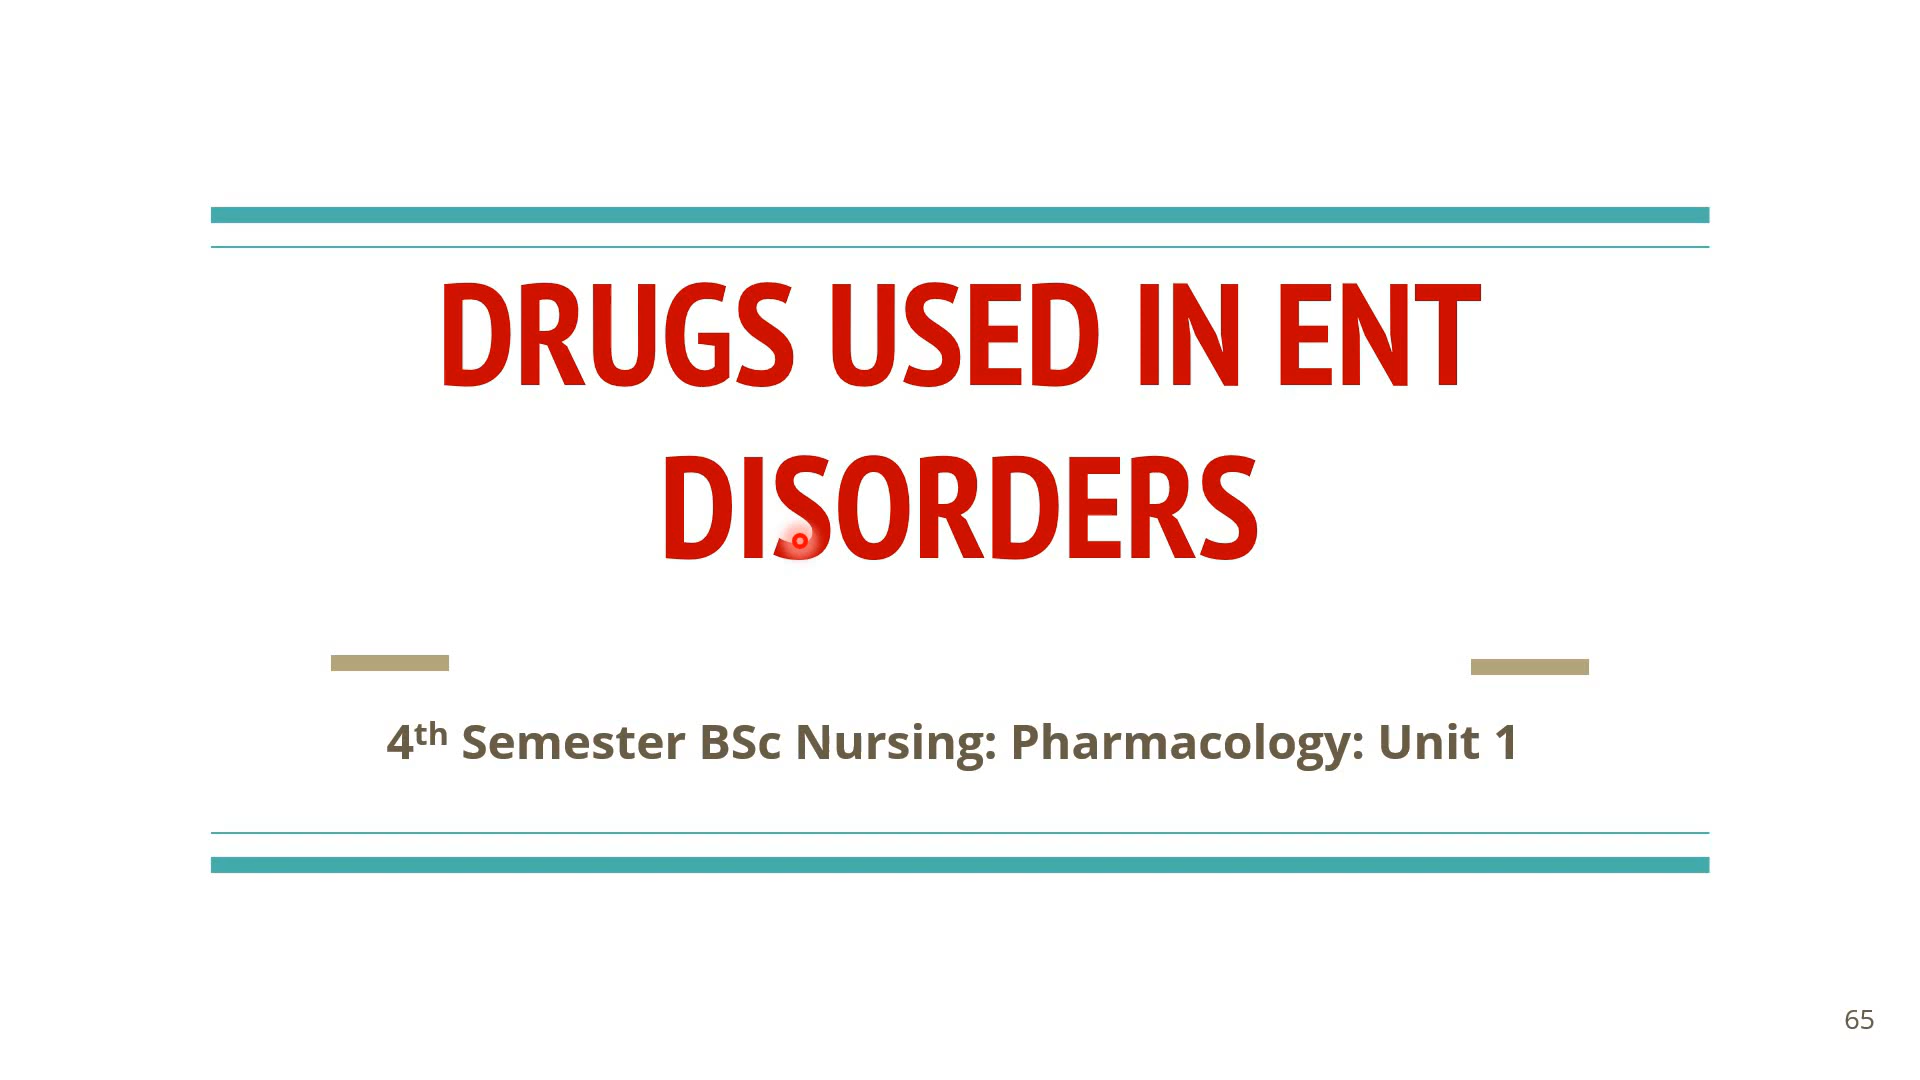 DRUGS USED IN ENT
DISORDERS
4th Semester BSc Nursing: Pharmacology: Unit 1
65